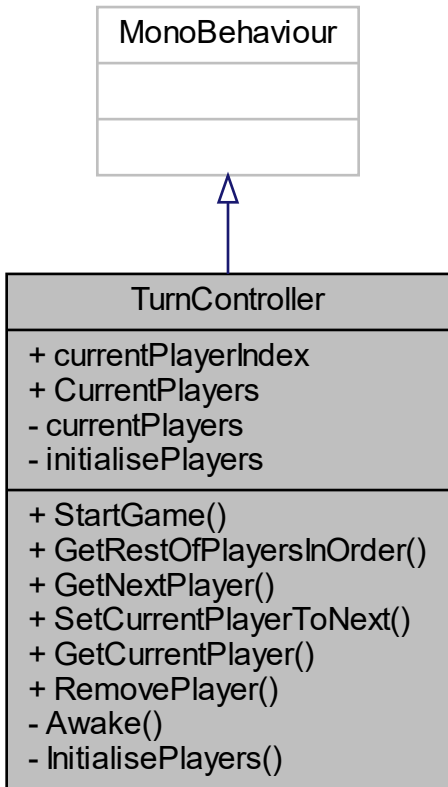 MonoBehaviour
TurnController
+ currentPlayerIndex
+ CurrentPlayers
- currentPlayers
- initialisePlayers
+ StartGame()
+ GetRestOfPlayersInOrder()
+ GetNextPlayer()
+ SetCurrentPlayerToNext()
+ GetCurrentPlayer()
+ RemovePlayer()
- Awake()
- InitialisePlayers()